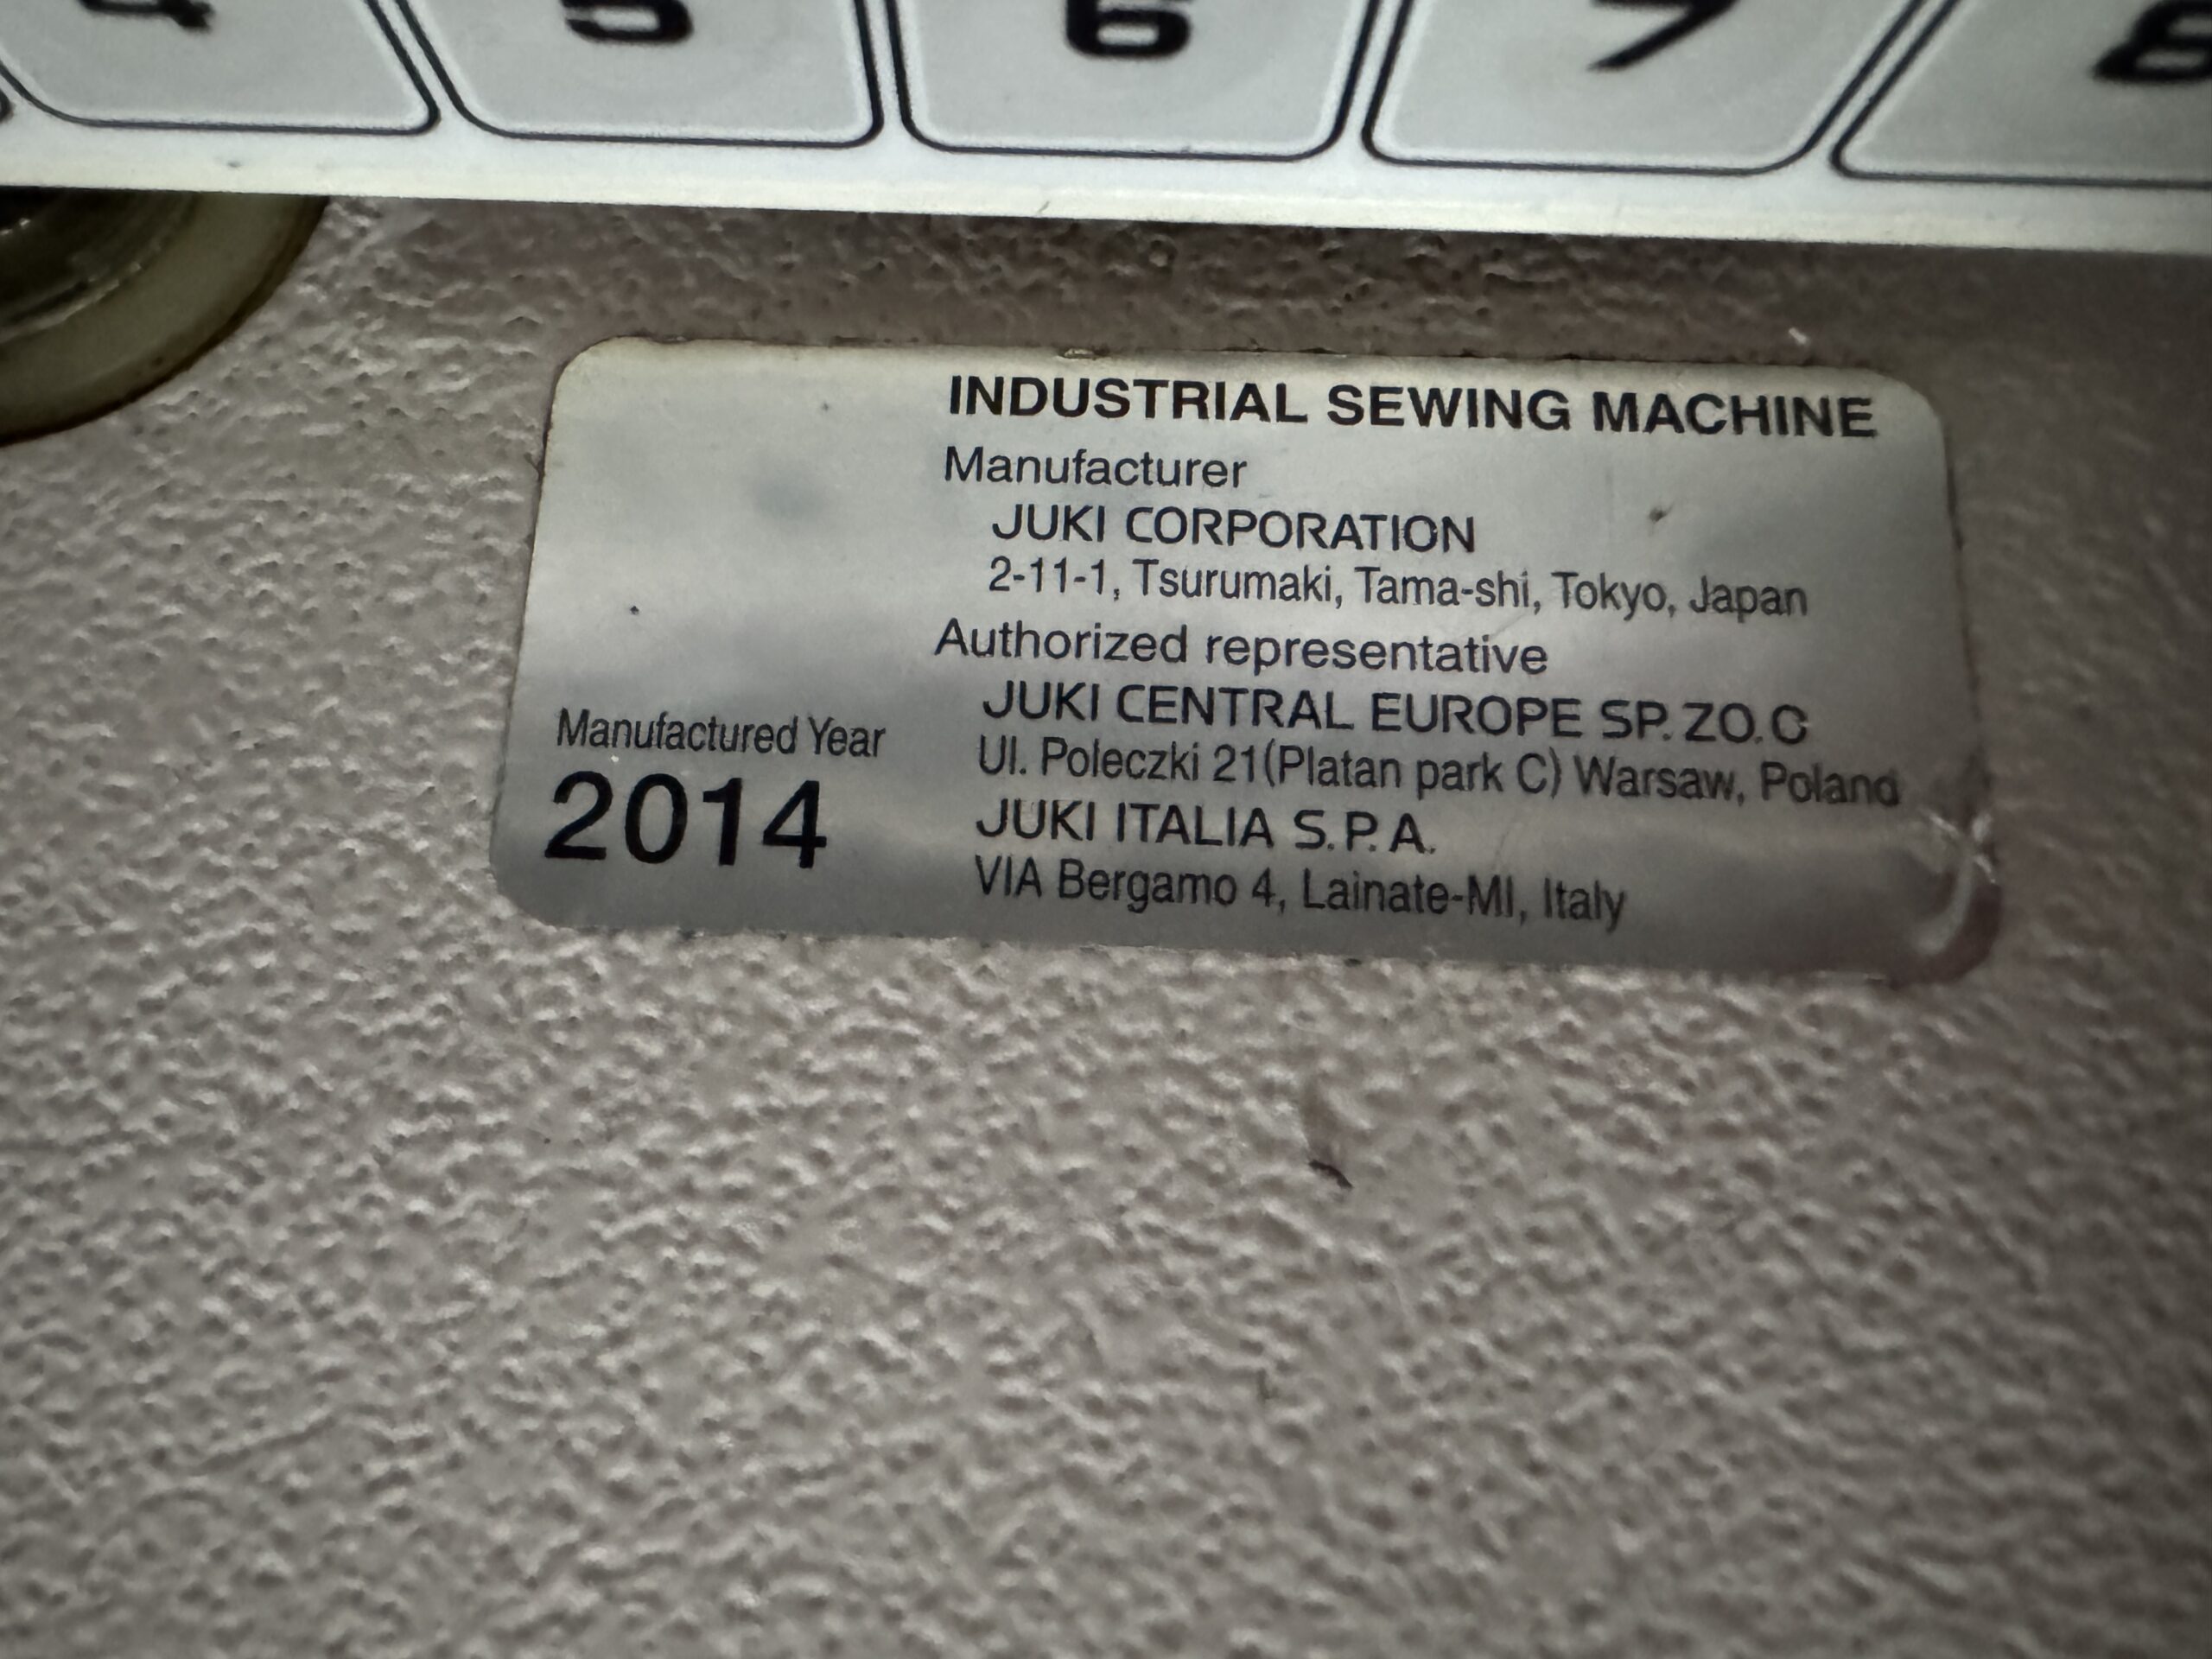 4 5 6 7 8
INDUSTRIAL SEWING MACHINE
Manufacturer
JUKI CORPORATION
2-11-1, Tsurumaki, Tama-shi, Tokyo, Japan
Authorized representative
JUKI CENTRAL EUROPE SP. ZO.O
Ul. Poleczki 21(Platan park C) Warsaw, Poland
JUKI ITALIA S.P.A.
VIA Bergamo 4, Lainate-MI, Italy
Manufactured Year
2014